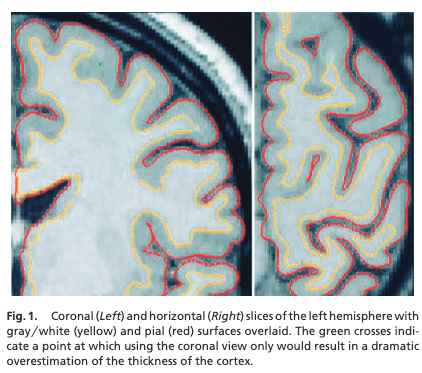 Fig. 1. Coronal (Left) and horizontal (Right) slices of the left hemisphere with
gray/white (yellow) and pial (red) surfaces overlaid. The green crosses indi-
cate a point at which using the coronal view only would result in a dramatic
overestimation of the thickness of the cortex.